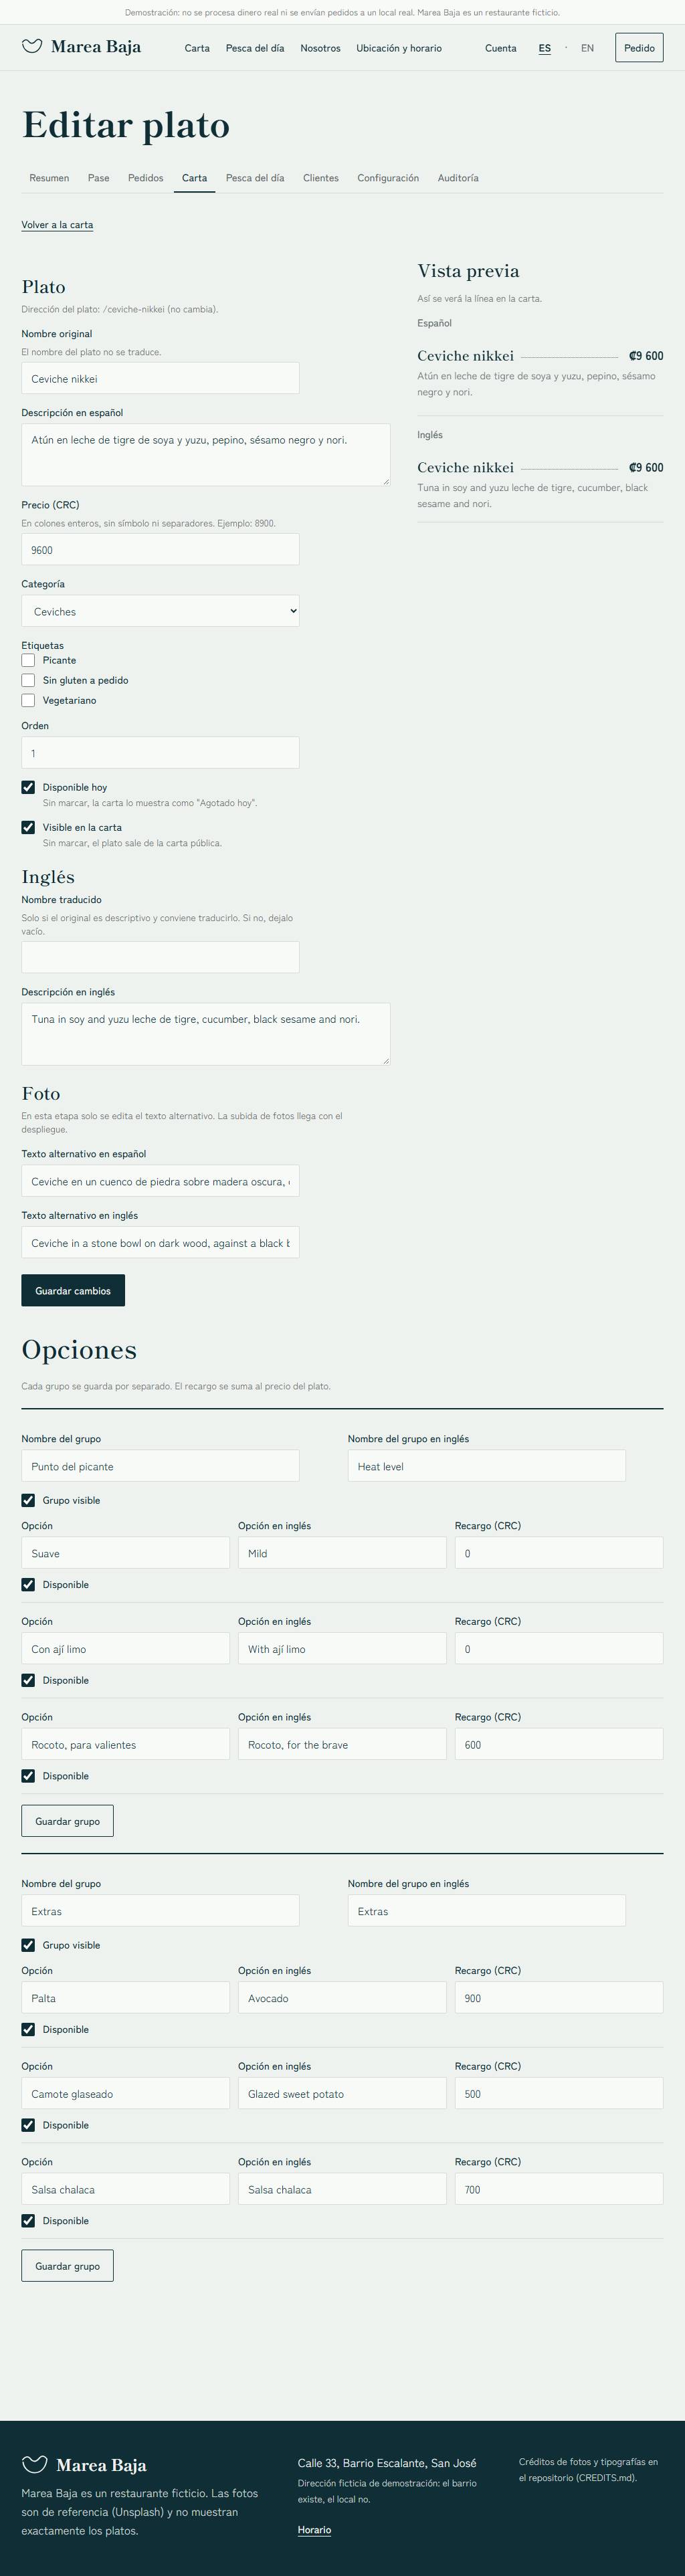 Demostración: no se procesa dinero real ni se envían pedidos a un local real. Marea Baja es un restaurante ficticio.
Marea Baja
Carta
Pesca del día
Nosotros
Ubicación y horario
Cuenta
ES
·
EN
Pedido
Editar plato
Resumen
Pase
Pedidos
Carta
Pesca del día
Clientes
Configuración
Auditoría
Volver a la carta
Plato
Dirección del plato: /ceviche-nikkei (no cambia).
Nombre original
El nombre del plato no se traduce.
Ceviche nikkei
Descripción en español
Atún en leche de tigre de soya y yuzu, pepino, sésamo negro y nori.
Precio (CRC)
En colones enteros, sin símbolo ni separadores. Ejemplo: 8900.
9600
Categoría
Ceviches
Etiquetas
Picante
Sin gluten a pedido
Vegetariano
Orden
1
Disponible hoy
Sin marcar, la carta lo muestra como "Agotado hoy".
Visible en la carta
Sin marcar, el plato sale de la carta pública.
Inglés
Nombre traducido
Solo si el original es descriptivo y conviene traducirlo. Si no, dejalo
vacío.
Descripción en inglés
Tuna in soy and yuzu leche de tigre, cucumber, black sesame and nori.
Foto
En esta etapa solo se edita el texto alternativo. La subida de fotos llega con el
despliegue.
Texto alternativo en español
Ceviche en un cuenco de piedra sobre madera oscura,
Texto alternativo en inglés
Ceviche in a stone bowl on dark wood, against a black
Guardar cambios
Vista previa
Así se verá la línea en la carta.
Español
Ceviche nikkei ₡9 600
Atún en leche de tigre de soya y yuzu, pepino, sésamo
negro y nori.
Inglés
Ceviche nikkei ₡9 600
Tuna in soy and yuzu leche de tigre, cucumber, black
sesame and nori.
Opciones
Cada grupo se guarda por separado. El recargo se suma al precio del plato.
Nombre del grupo
Nombre del grupo en inglés
Punto del picante
Heat level
Grupo visible
Opción
Opción en inglés
Recargo (CRC)
Suave
Mild
0
Disponible
Opción
Opción en inglés
Recargo (CRC)
Con ají limo
With ají limo
0
Disponible
Opción
Opción en inglés
Recargo (CRC)
Rocoto, para valientes
Rocoto, for the brave
600
Disponible
Guardar grupo
Nombre del grupo
Nombre del grupo en inglés
Extras
Extras
Grupo visible
Opción
Opción en inglés
Recargo (CRC)
Palta
Avocado
900
Disponible
Opción
Opción en inglés
Recargo (CRC)
Camote glaseado
Glazed sweet potato
500
Disponible
Opción
Opción en inglés
Recargo (CRC)
Salsa chalaca
Salsa chalaca
700
Disponible
Guardar grupo
Marea Baja
Marea Baja es un restaurante ficticio. Las fotos
son de referencia (Unsplash) y no muestran
exactamente los platos.
Calle 33, Barrio Escalante, San José
Dirección ficticia de demostración: el barrio
existe, el local no.
Horario
Créditos de fotos y tipografías en
el repositorio (CREDITS.md).